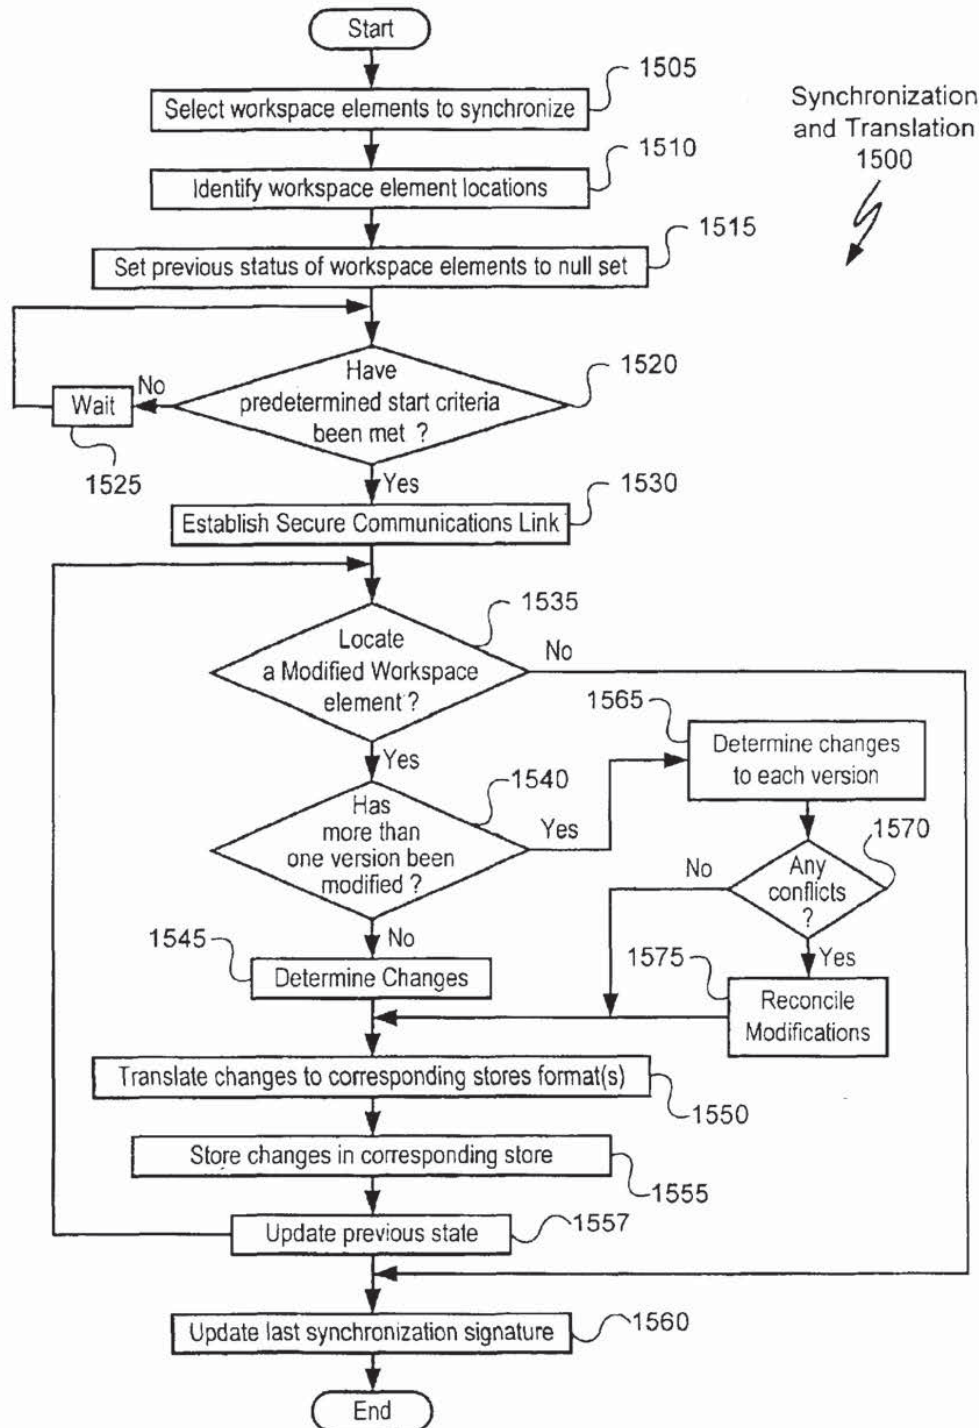 Start
1505
Select workspace elements to synchronize
Synchronization
and Translation
1500
1510
Identify workspace element locations
1515
Set previous status of workspace elements to null set
1520
Have
predetermined start criteria
been met ?
No
Wait
1525
Yes
1530
Establish Secure Communications Link
1535
Locate
a Modified Workspace
element ?
No
Yes
1565
Determine changes
to each version
1540
Has
more than
one version been
modified ?
Yes
1570
Any
conflicts
?
No
No
1545
Determine Changes
Yes
1575
Reconcile
Modifications
Translate changes to corresponding stores format(s)
1550
Store changes in corresponding store
1555
Update previous state
1557
Update last synchronization signature
1560
End